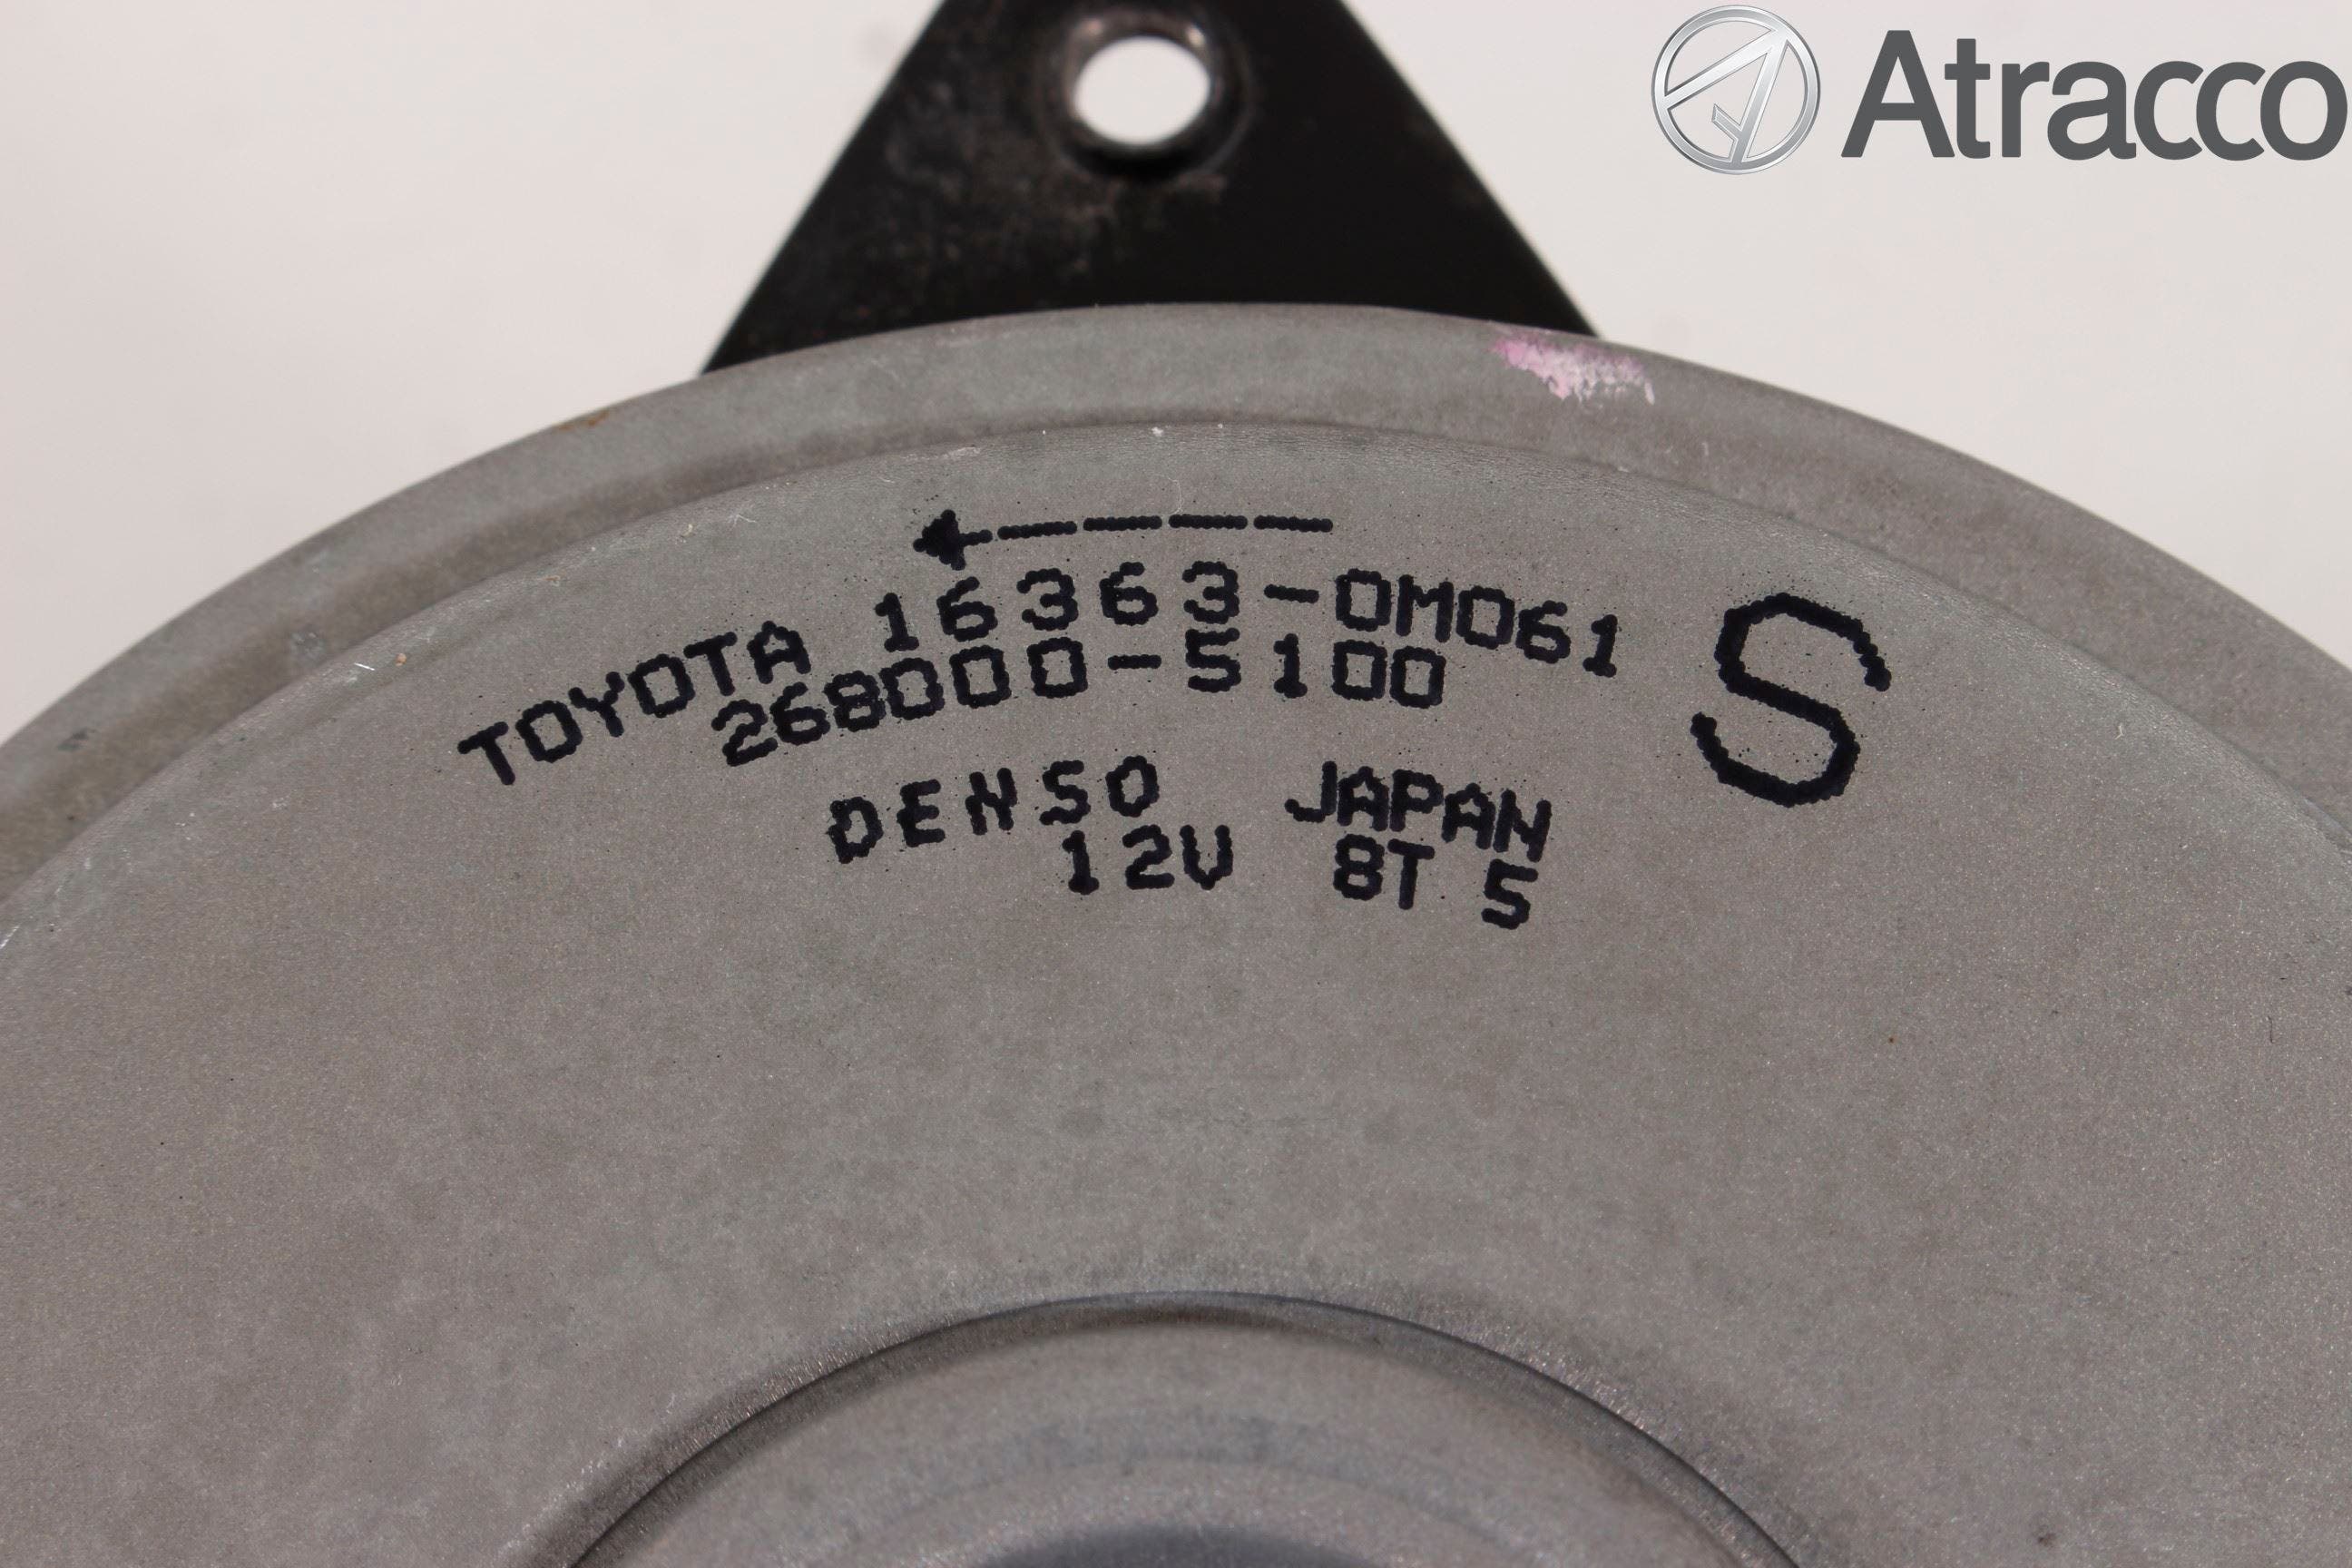 Atracco
TOYOTA 16363-0M061
268000-5100
S
DENSO JAPAN
12V 8T 5